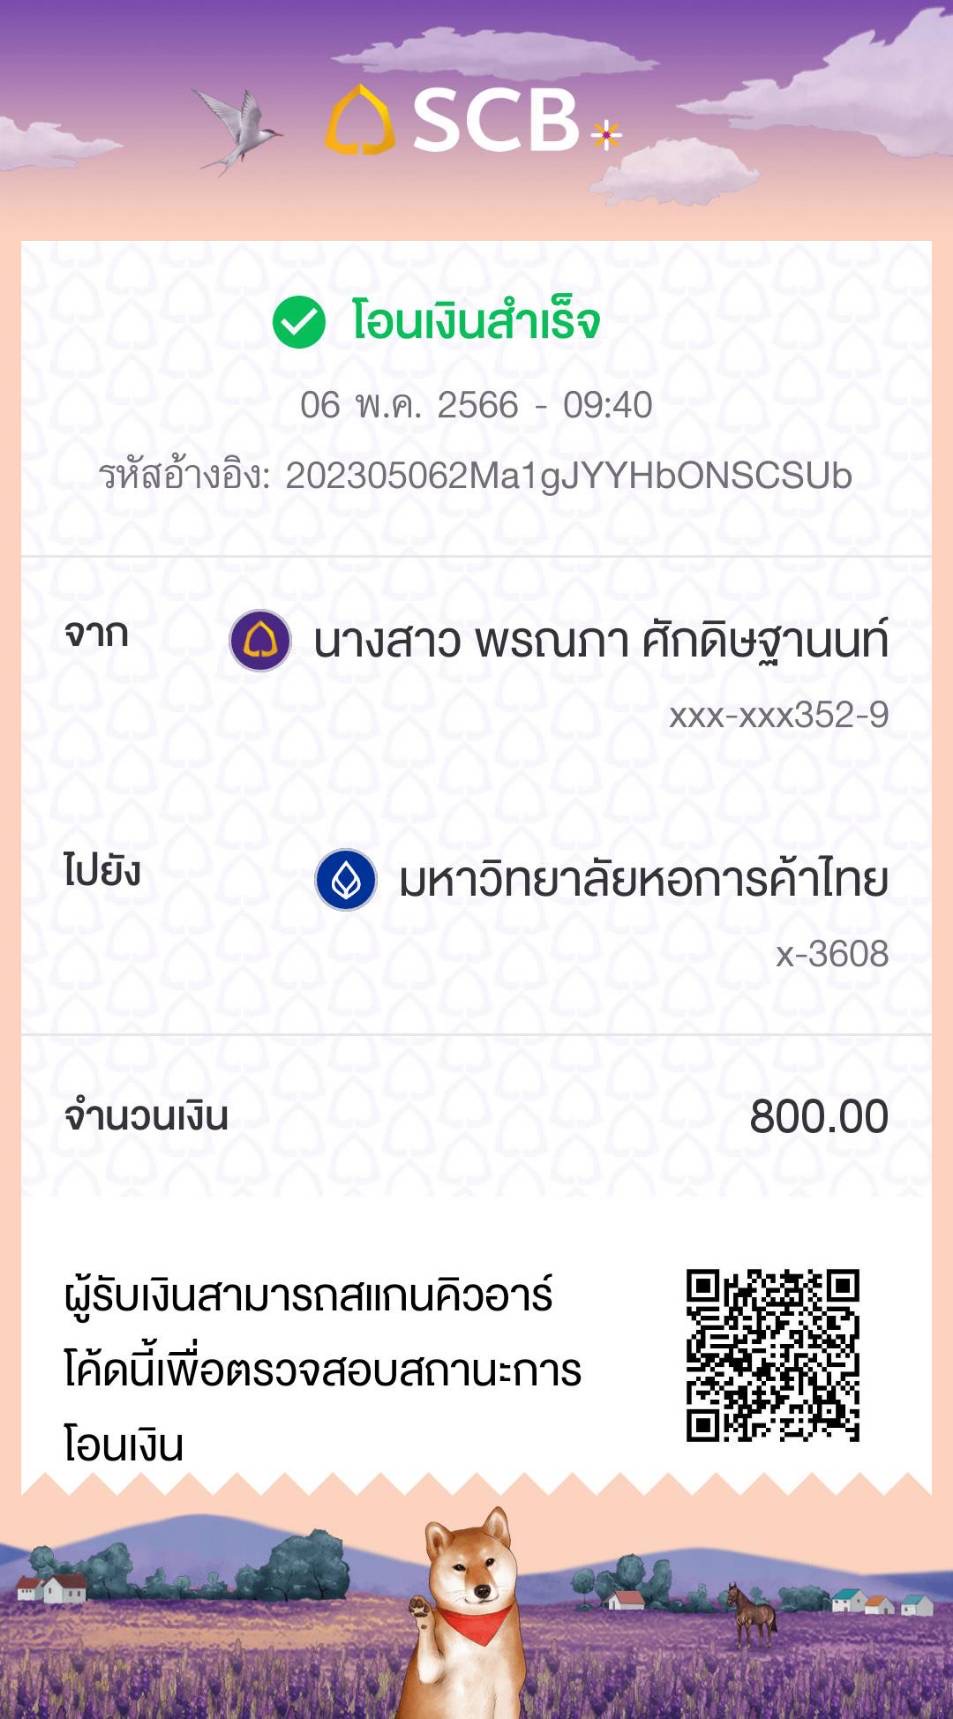 SCB
โอนเงินสำเร็จ
06 พ.ค. 2566 - 09:40
รหัสอ้างอิง: 202305062Ma1gJYYHbONSCSUb
จาก นางสาว พรณภา ศักดิษฐานนท์
xxx-xxx352-9
ไปยัง มหาวิทยาลัยหอการค้าไทย
x-3608
จำนวนเงิน 800.00
ผู้รับเงินสามารถสแกนคิวอาร์
โค้ดนี้เพื่อตรวจสอบสถานะการ
โอนเงิน